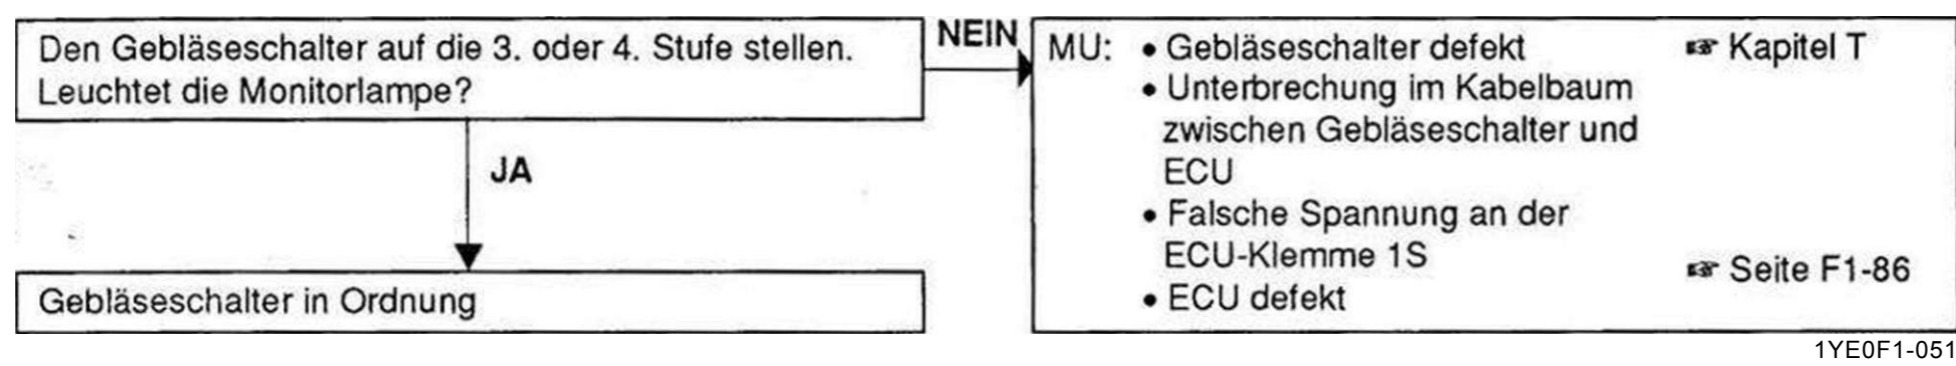 Den Gebläseschalter auf die 3. oder 4. Stufe stellen.
Leuchtet die Monitorlampe?
NEIN
JA
Gebläseschalter in Ordnung
MU: • Gebläseschalter defekt ☞ Kapitel T
• Unterbrechung im Kabelbaum
zwischen Gebläseschalter und
ECU
• Falsche Spannung an der
ECU-Klemme 1S ☞ Seite F1-86
• ECU defekt
1YE0F1-051